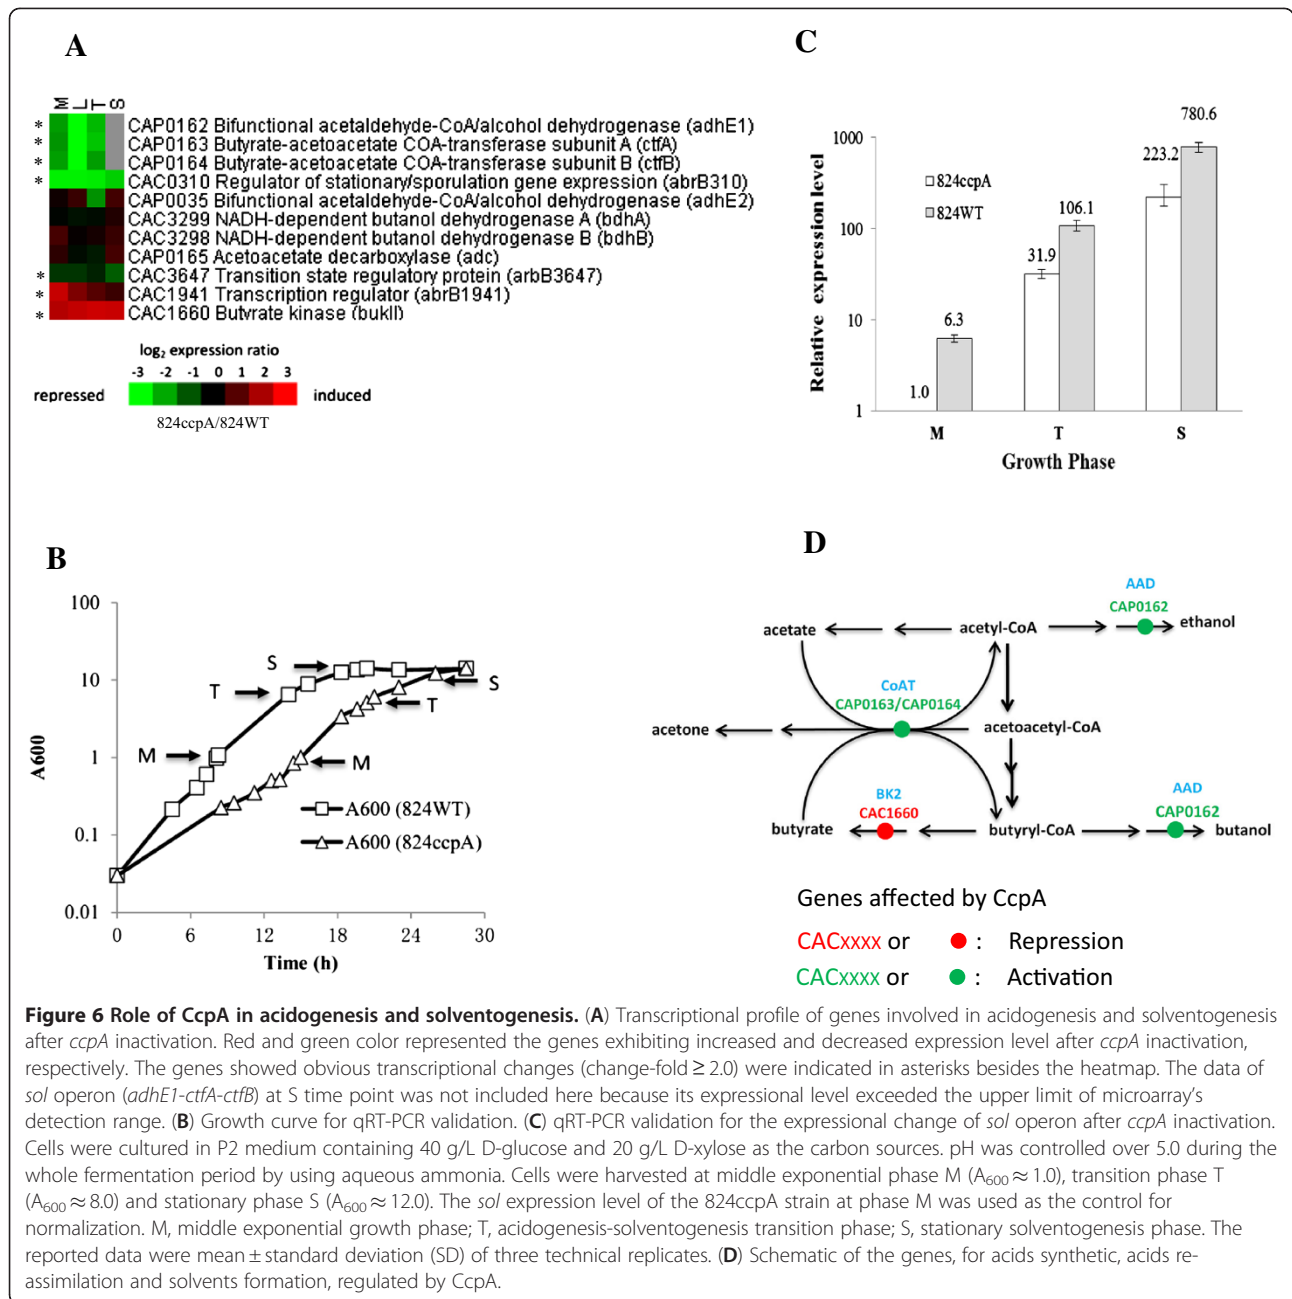 A
M L T S
* CAP0162 Bifunctional acetaldehyde-CoA/alcohol dehydrogenase (adhE1)
* CAP0163 Butyrate-acetoacetate COA-transferase subunit A (ctfA)
* CAP0164 Butyrate-acetoacetate COA-transferase subunit B (ctfB)
* CAC0310 Regulator of stationary/sporulation gene expression (abrB310)
CAP0035 Bifunctional acetaldehyde-CoA/alcohol dehydrogenase (adhE2)
CAC3299 NADH-dependent butanol dehydrogenase A (bdhA)
CAC3298 NADH-dependent butanol dehydrogenase B (bdhB)
CAP0165 Acetoacetate decarboxylase (adc)
* CAC3647 Transition state regulatory protein (arbB3647)
* CAC1941 Transcription regulator (abrB1941)
* CAC1660 Butyrate kinase (bukII)
log₂ expression ratio
-3 -2 -1 0 1 2 3
repressed induced
824ccpA/824WT
C
Relative expression level
1000
100
10
1
824ccpA
824WT
1.0
6.3
31.9
106.1
223.2
780.6
M T S
Growth Phase
B
A600
100
10
1
0.1
0.01
S
T
M
S
T
M
A600 (824WT)
A600 (824ccpA)
0 6 12 18 24 30
Time (h)
D
AAD
CAP0162
acetate acetyl-CoA ethanol
CoAT
CAP0163/CAP0164
acetone acetoacetyl-CoA
BK2 AAD
CAC1660 CAP0162
butyrate butyryl-CoA butanol
Genes affected by CcpA
CACxxxx or : Repression
CACxxxx or : Activation
Figure 6 Role of CcpA in acidogenesis and solventogenesis. (A) Transcriptional profile of genes involved in acidogenesis and solventogenesis
after ccpA inactivation. Red and green color represented the genes exhibiting increased and decreased expression level after ccpA inactivation,
respectively. The genes showed obvious transcriptional changes (change-fold ≥ 2.0) were indicated in asterisks besides the heatmap. The data of
sol operon (adhE1-ctfA-ctfB) at S time point was not included here because its expressional level exceeded the upper limit of microarray's
detection range. (B) Growth curve for qRT-PCR validation. (C) qRT-PCR validation for the expressional change of sol operon after ccpA inactivation.
Cells were cultured in P2 medium containing 40 g/L D-glucose and 20 g/L D-xylose as the carbon sources. pH was controlled over 5.0 during the
whole fermentation period by using aqueous ammonia. Cells were harvested at middle exponential phase M (A₆₀₀ ≈ 1.0), transition phase T
(A₆₀₀ ≈ 8.0) and stationary phase S (A₆₀₀ ≈ 12.0). The sol expression level of the 824ccpA strain at phase M was used as the control for
normalization. M, middle exponential growth phase; T, acidogenesis-solventogenesis transition phase; S, stationary solventogenesis phase. The
reported data were mean ± standard deviation (SD) of three technical replicates. (D) Schematic of the genes, for acids synthetic, acids re-
assimilation and solvents formation, regulated by CcpA.